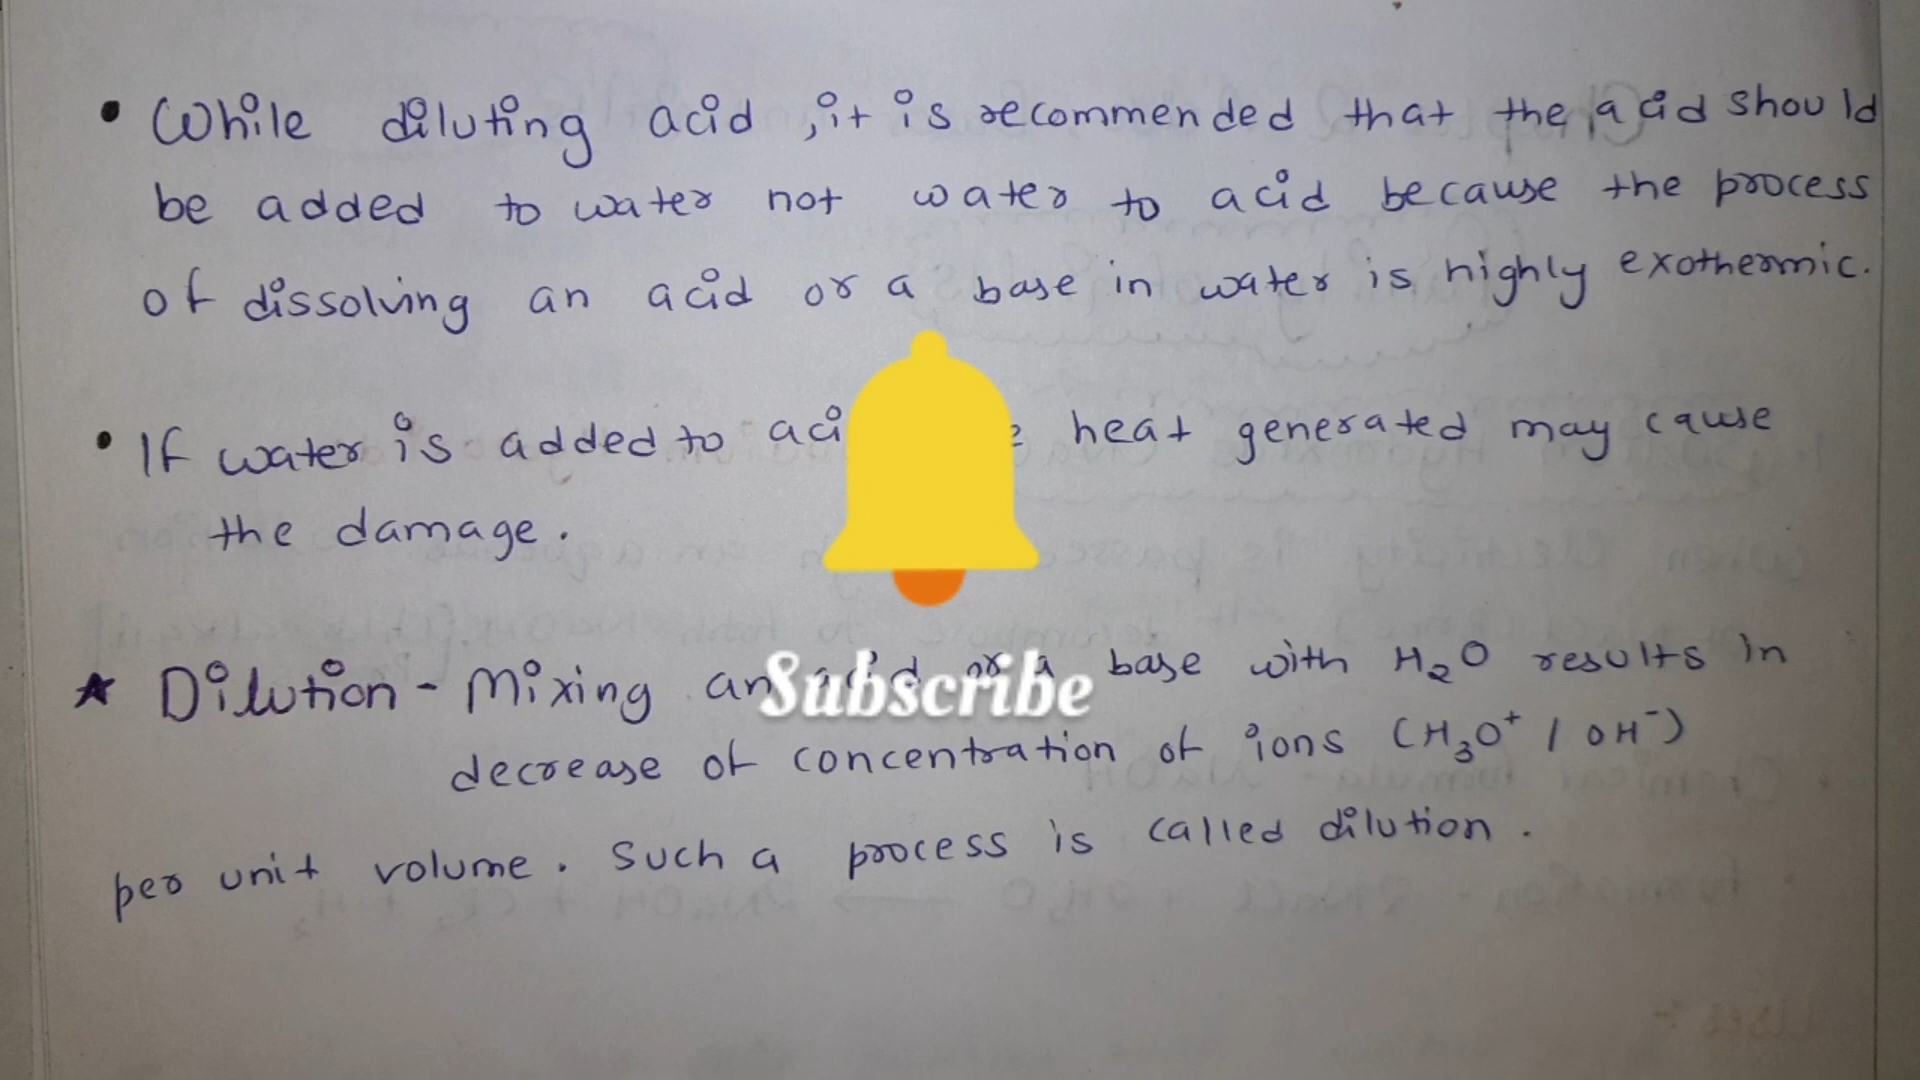 • While diluting acid, it is recommended that the acid should
be added to water not water to acid because the process
of dissolving an acid or a base in water is highly exothermic.
• If water is added to heat generated may cause
the damage.
★ Dilution - Mixing an acid or a base with H₂O results in
Subscribe
decrease of concentration of ions (H₃O⁺ / OH⁻)
per unit volume. Such a process is called dilution.